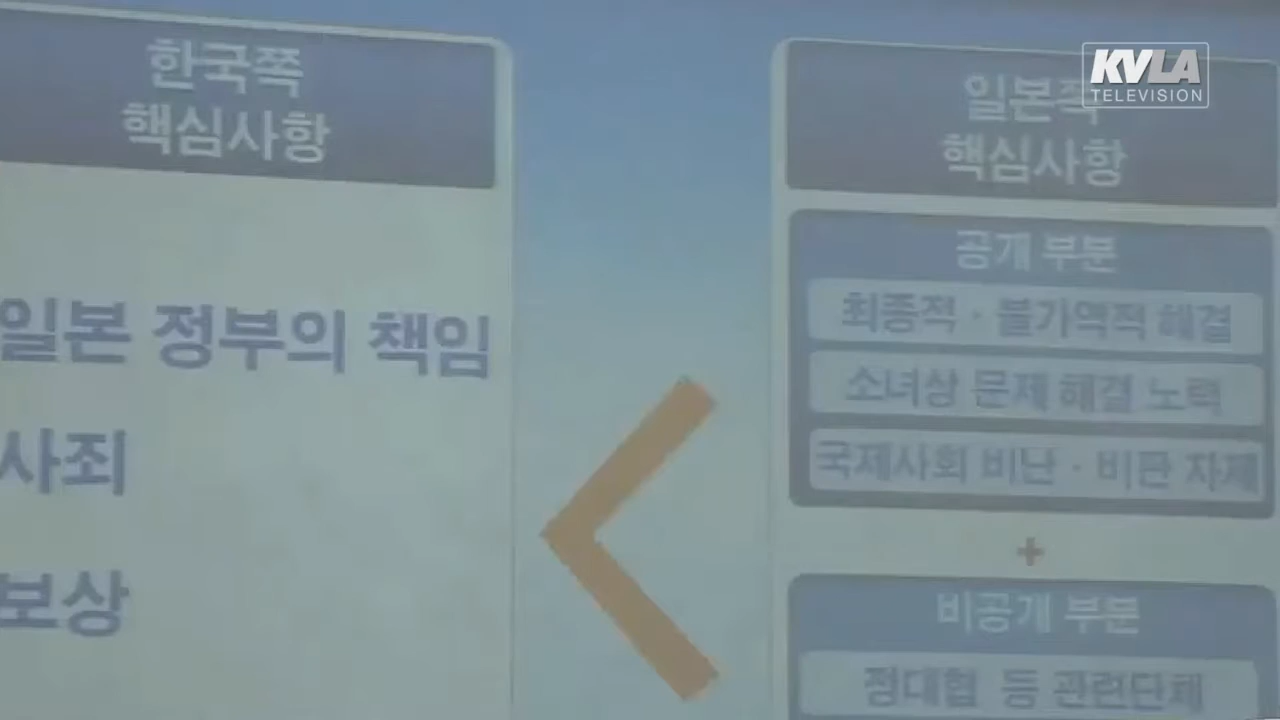 한국쪽
핵심사항
일본 정부의 책임
사죄
보상
KVLA
TELEVISION
일본쪽
핵심사항
공개 부분
최종적 · 불가역적 해결
소녀상 문제 해결 노력
국제사회 비난 · 비판 자제
+
비공개 부분
정대협 등 관련단체